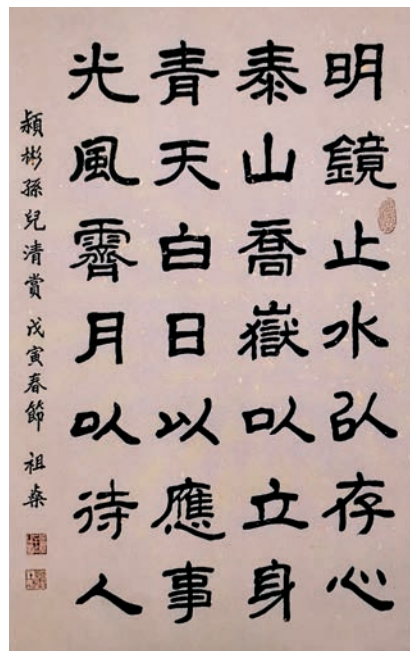 明鏡止水以存心
泰山喬嶽以立身
青天白日以應事
光風霽月以待人
潁彬孫兒清賞 戊寅春節 祖燊